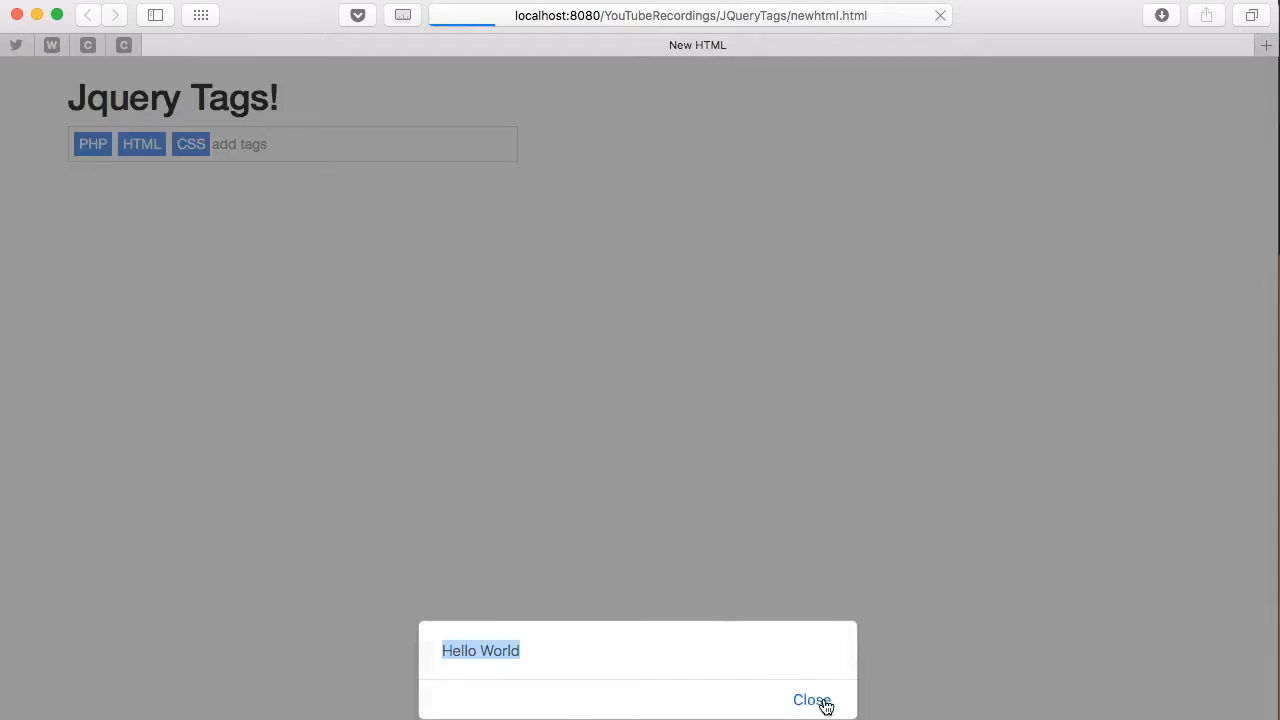 localhost:8080/YouTubeRecordings/JQueryTags/newhtml.html
W C C New HTML
Jquery Tags!
PHP HTML CSS add tags
Hello World
Close